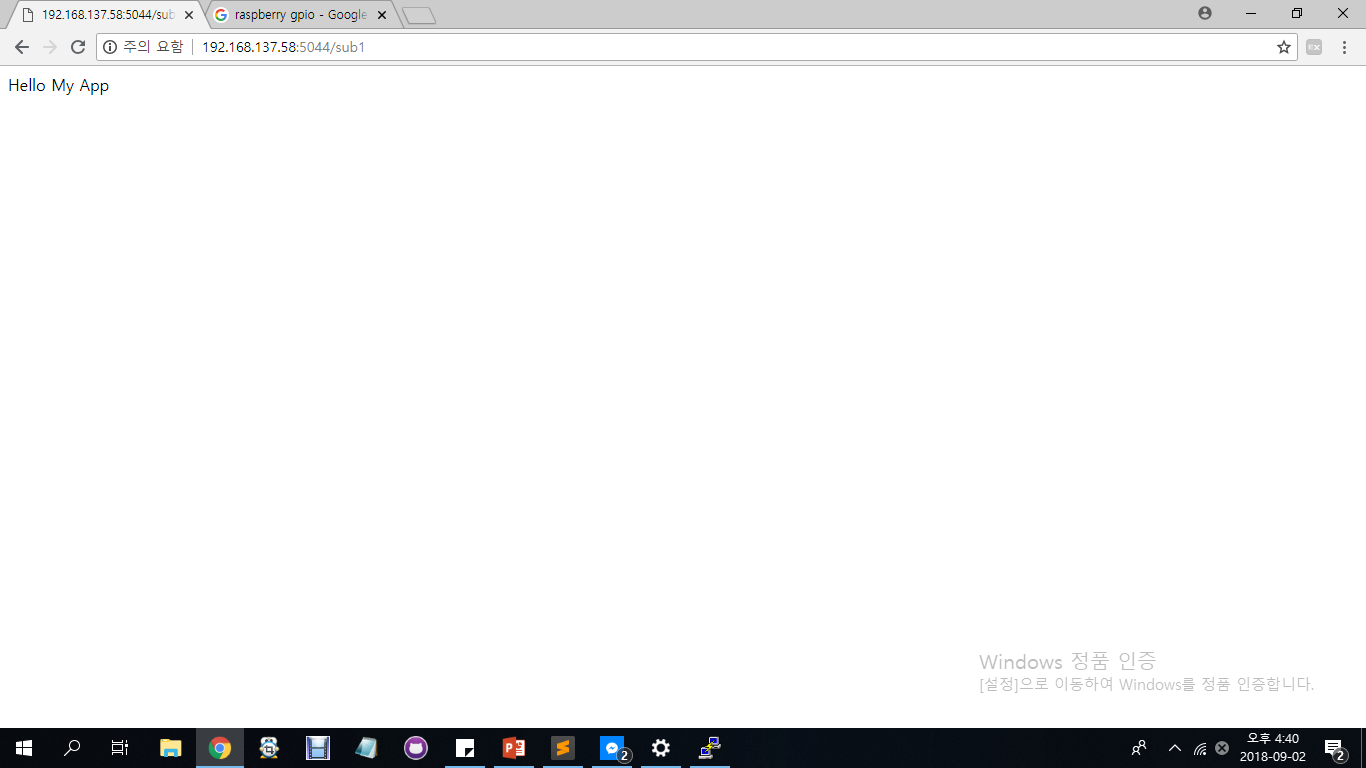 192.168.137.58:5044/sub
raspberry gpio - Google
주의 요함
192.168.137.58:5044/sub1
Hello My App
Windows 정품 인증
[설정]으로 이동하여 Windows를 정품 인증합니다.
2
오후 4:40
2018-09-02
2